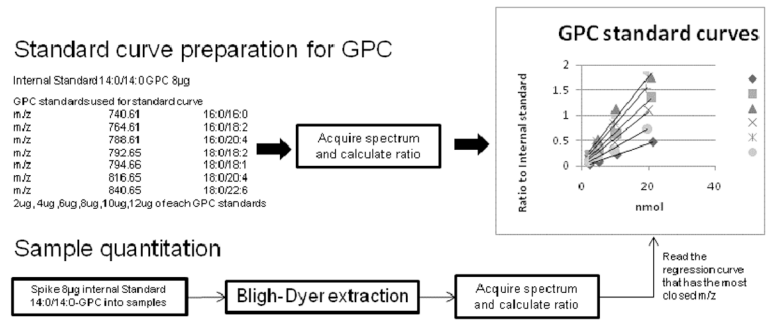 Standard curve preparation for GPC
Internal Standard 14:0/14:0 GPC 8µg
GPC standards used for standard curve
m/z 740.61 16:0/16:0
m/z 764.61 16:0/18:2
m/z 788.61 16:0/20:4
m/z 792.65 18:0/18:2
m/z 794.66 18:0/18:1
m/z 816.65 18:0/20:4
m/z 840.65 18:0/22:6
2ug, 4ug, 6ug, 8ug, 10ug, 12ug of each GPC standards
Acquire spectrum
and calculate ratio
GPC standard curves
Ratio to Internal standard
2
1.5
1
0.5
0
0 20 40
nmol
Sample quantitation
Spike 8µg internal Standard
14:0/14:0-GPC into samples
Bligh-Dyer extraction
Acquire spectrum
and calculate ratio
Read the
regression curve
that has the most
closed m/z